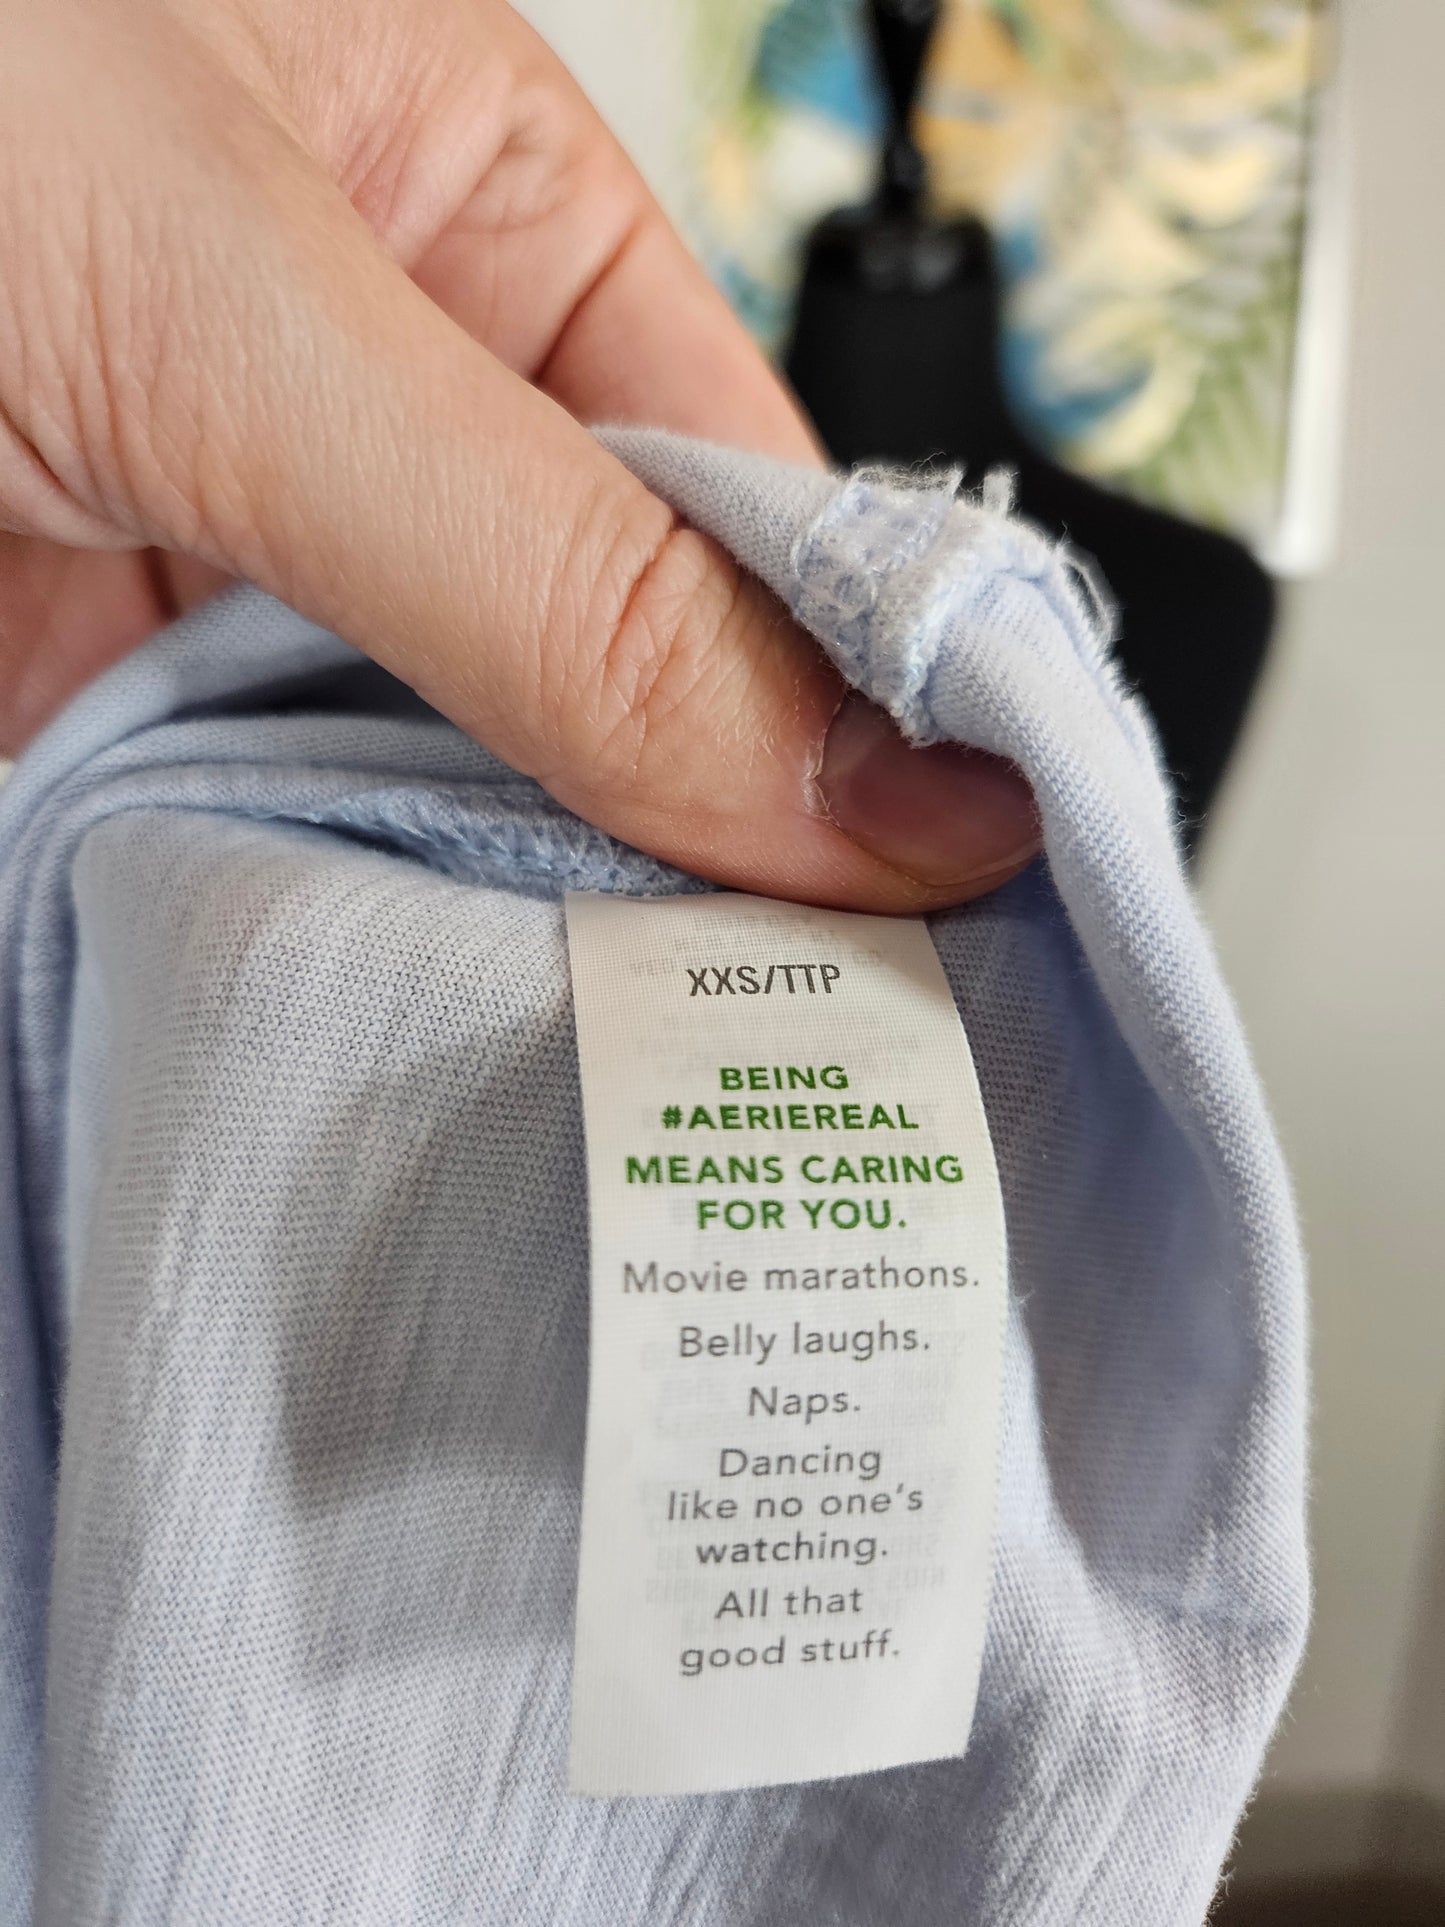 XXS/TTP
BEING
#AERIEREAL
MEANS CARING
FOR YOU.
Movie marathons.
Belly laughs.
Naps.
Dancing
like no one's
watching.
All that
good stuff.